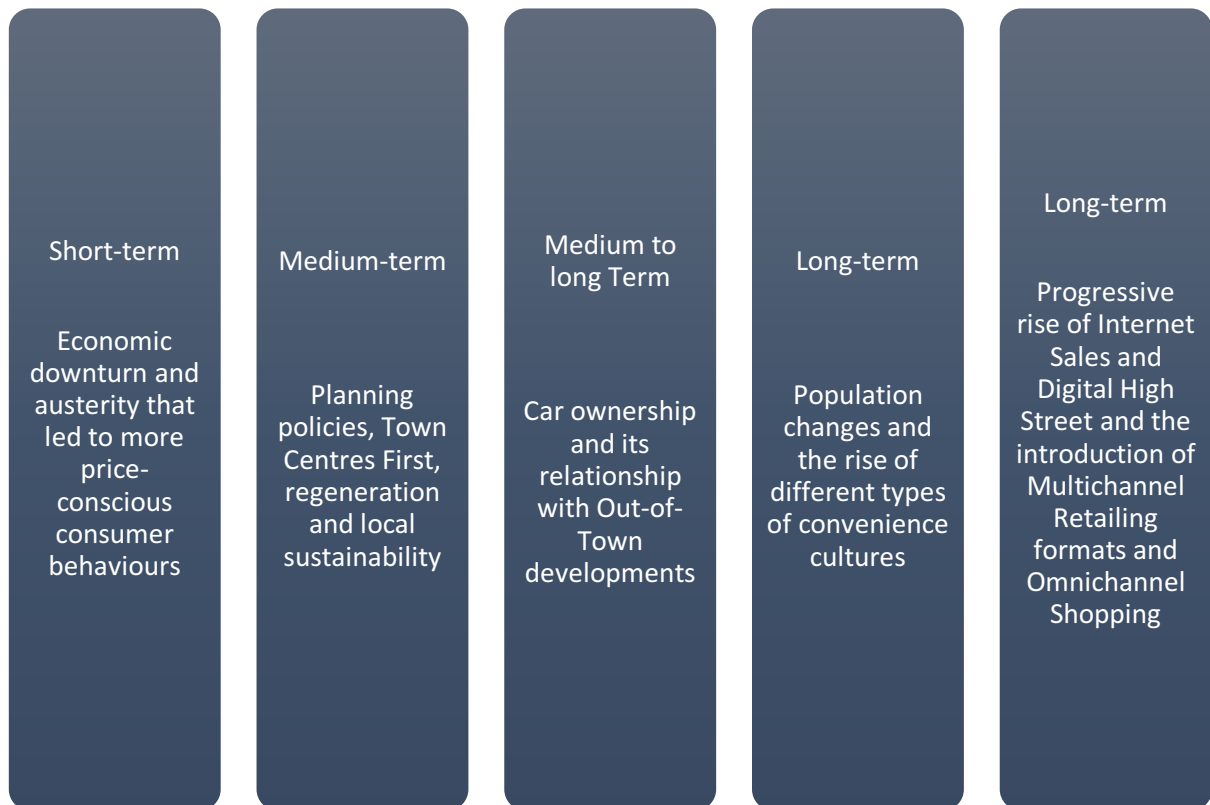 Short-term
Economic
downturn and
austerity that
led to more
price-
conscious
consumer
behaviours
Medium-term
Planning
policies, Town
Centres First,
regeneration
and local
sustainability
Medium to
long Term
Car ownership
and its
relationship
with Out-of-
Town
developments
Long-term
Population
changes and
the rise of
different types
of convenience
cultures
Long-term
Progressive
rise of Internet
Sales and
Digital High
Street and the
introduction of
Multichannel
Retailing
formats and
Omnichannel
Shopping